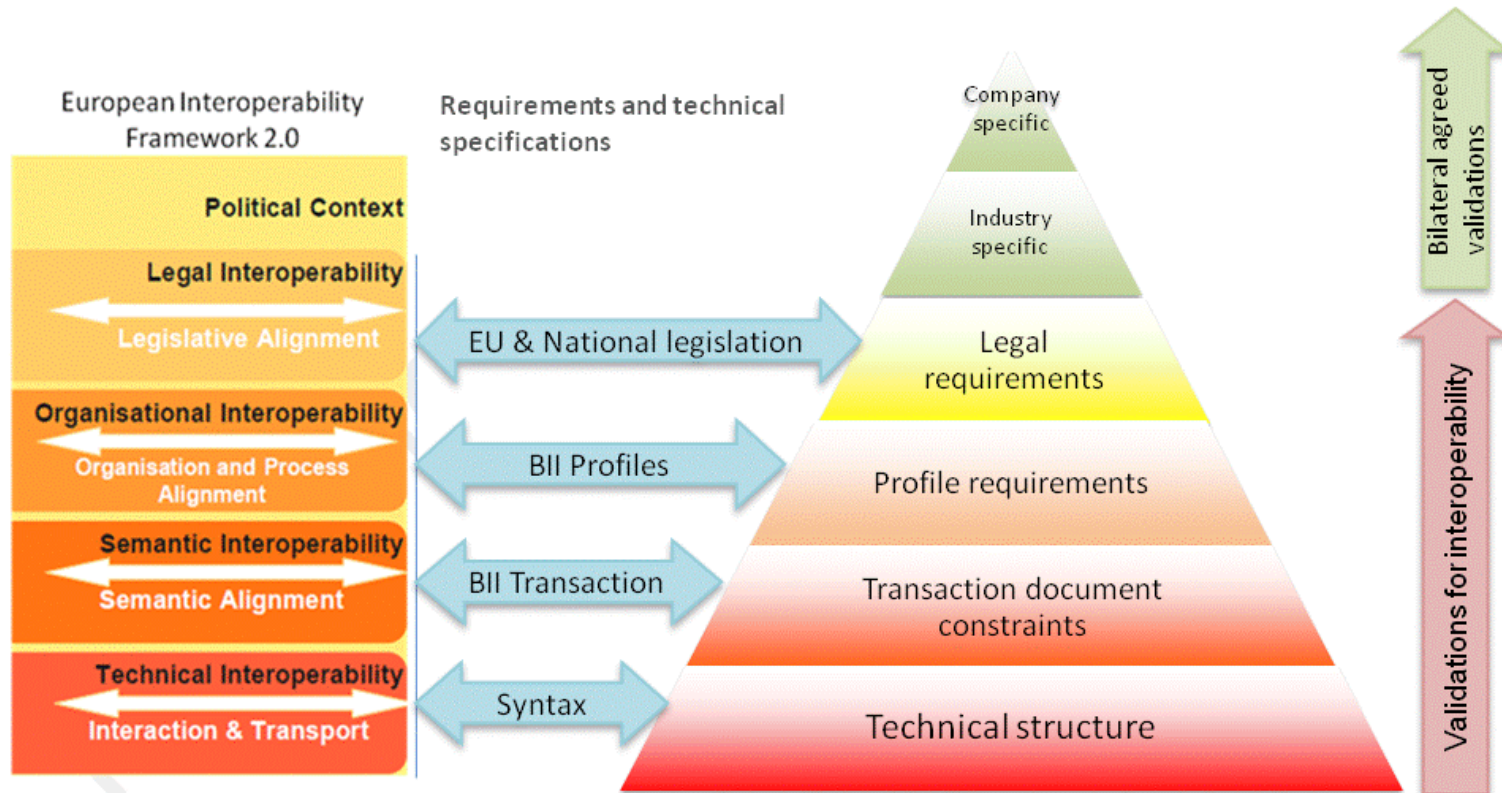 European Interoperability
Framework 2.0
Political Context
Legal Interoperability
Legislative Alignment
Organisational Interoperability
Organisation and Process
Alignment
Semantic Interoperability
Semantic Alignment
Technical Interoperability
Interaction & Transport
Requirements and technical
specifications
EU & National legislation
BII Profiles
BII Transaction
Syntax
Company
specific
Industry
specific
Legal
requirements
Profile requirements
Transaction document
constraints
Technical structure
Bilateral agreed
validations
Validations for interoperability